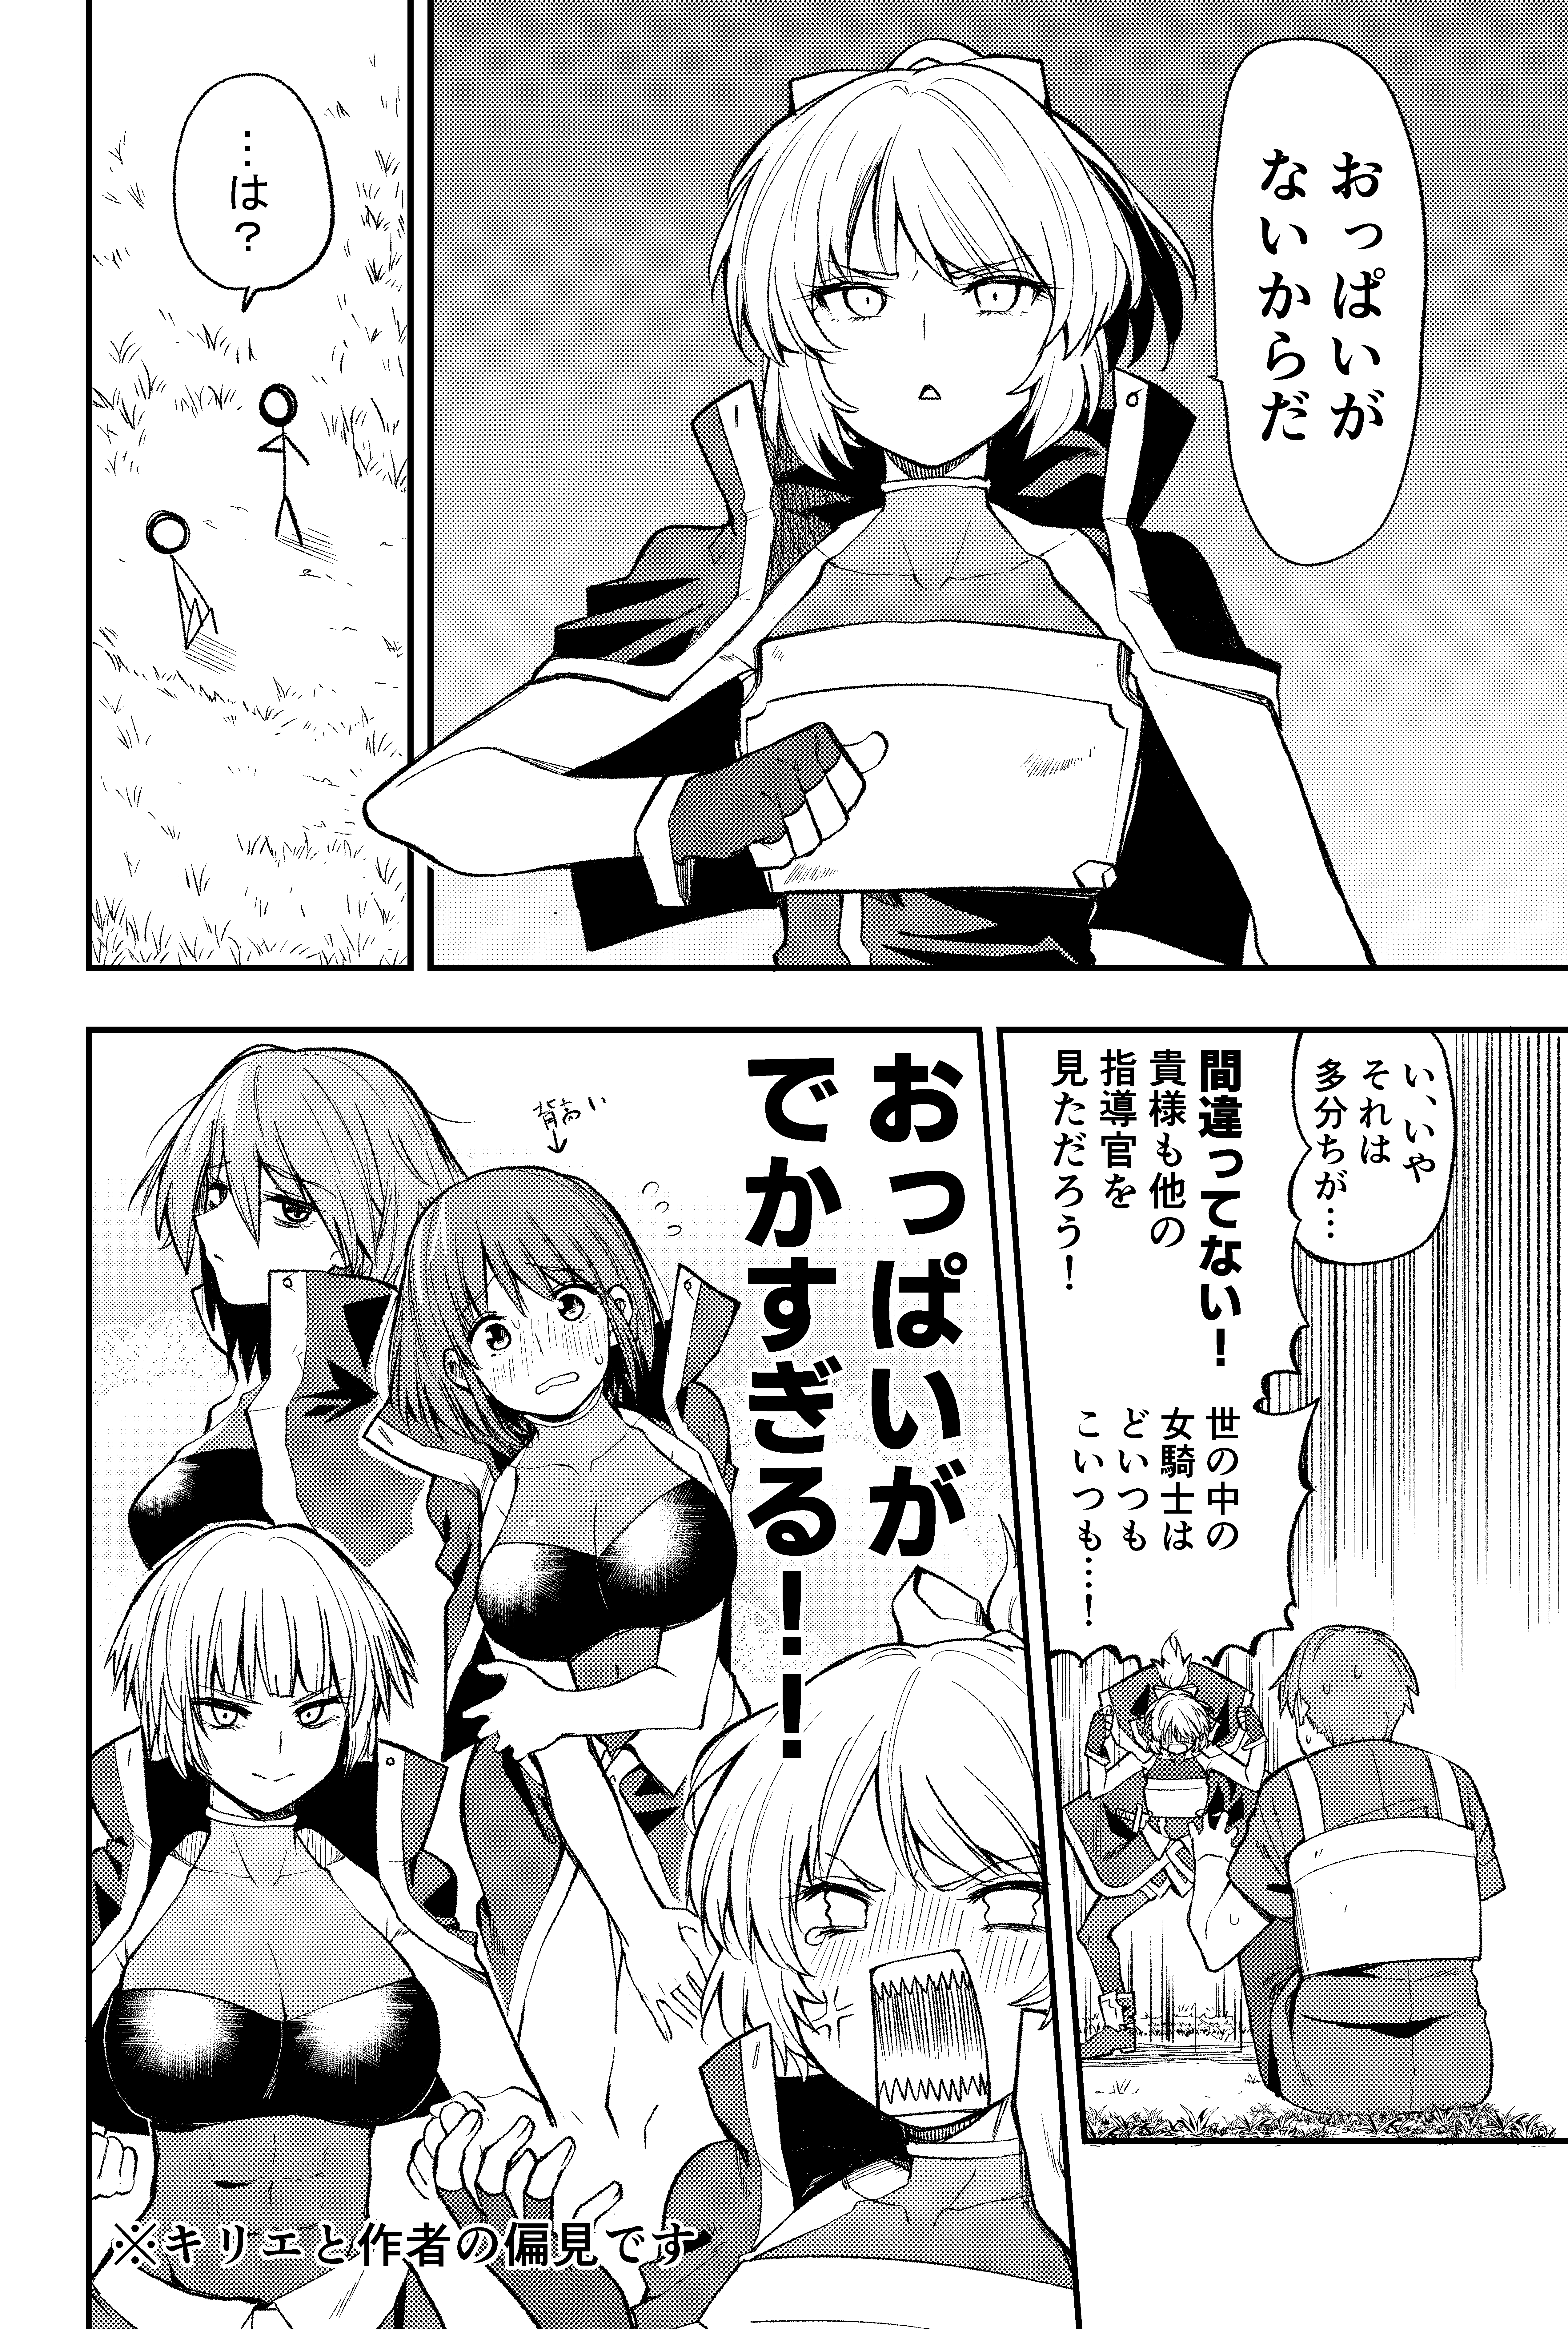 おっぱいが
ないからだ
…は？
い、いや
それは
多分ちが…
間違ってない！
貴様も他の
指導官を
見ただろう！
世の中の
女騎士は
どいつも
こいつも…！
おっぱいが
でかすぎる！！
背高い
※キリエと作者の偏見です